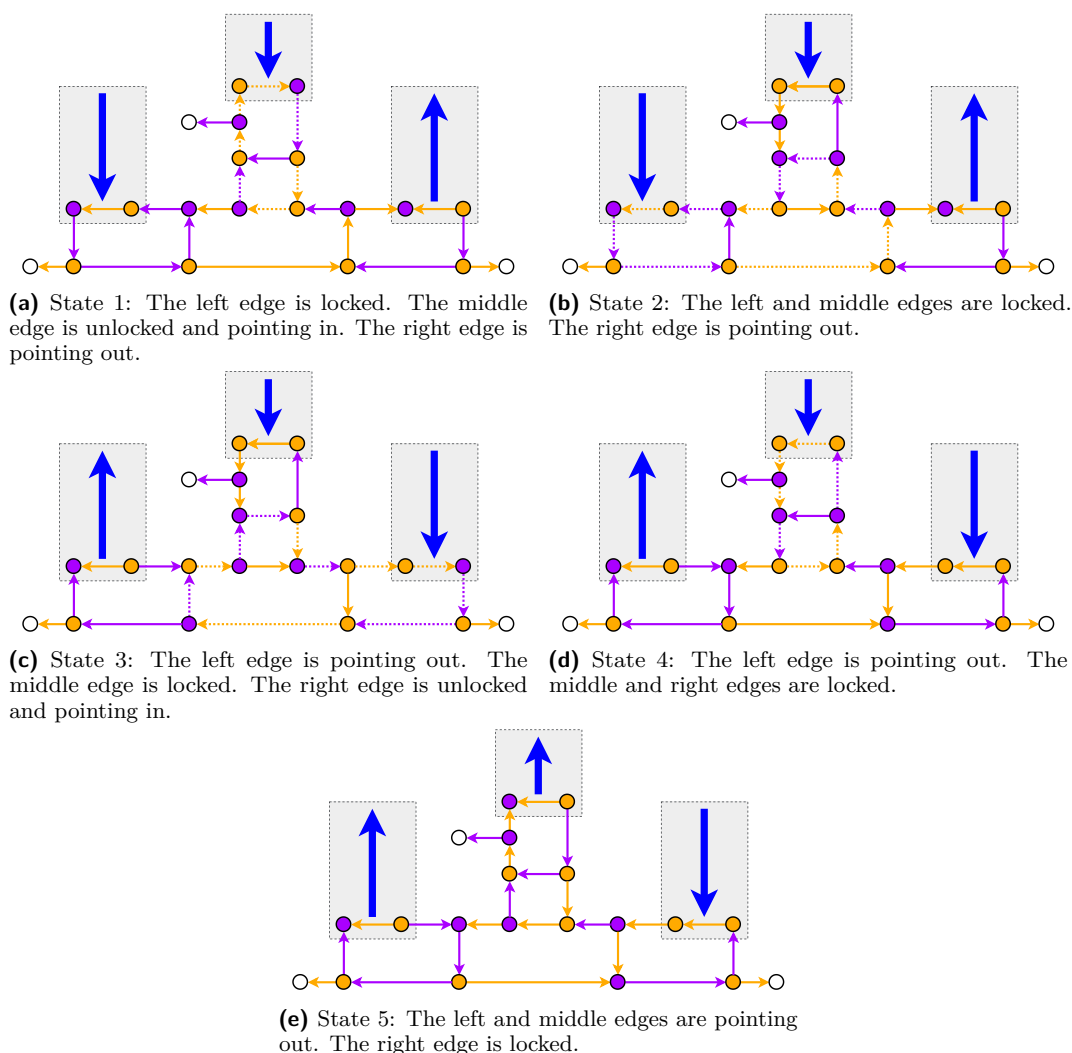 (a) State 1: The left edge is locked. The middle
edge is unlocked and pointing in. The right edge is
pointing out.
(b) State 2: The left and middle edges are locked.
The right edge is pointing out.
(c) State 3: The left edge is pointing out. The
middle edge is locked. The right edge is unlocked
and pointing in.
(d) State 4: The left edge is pointing out. The
middle and right edges are locked.
(e) State 5: The left and middle edges are pointing
out. The right edge is locked.